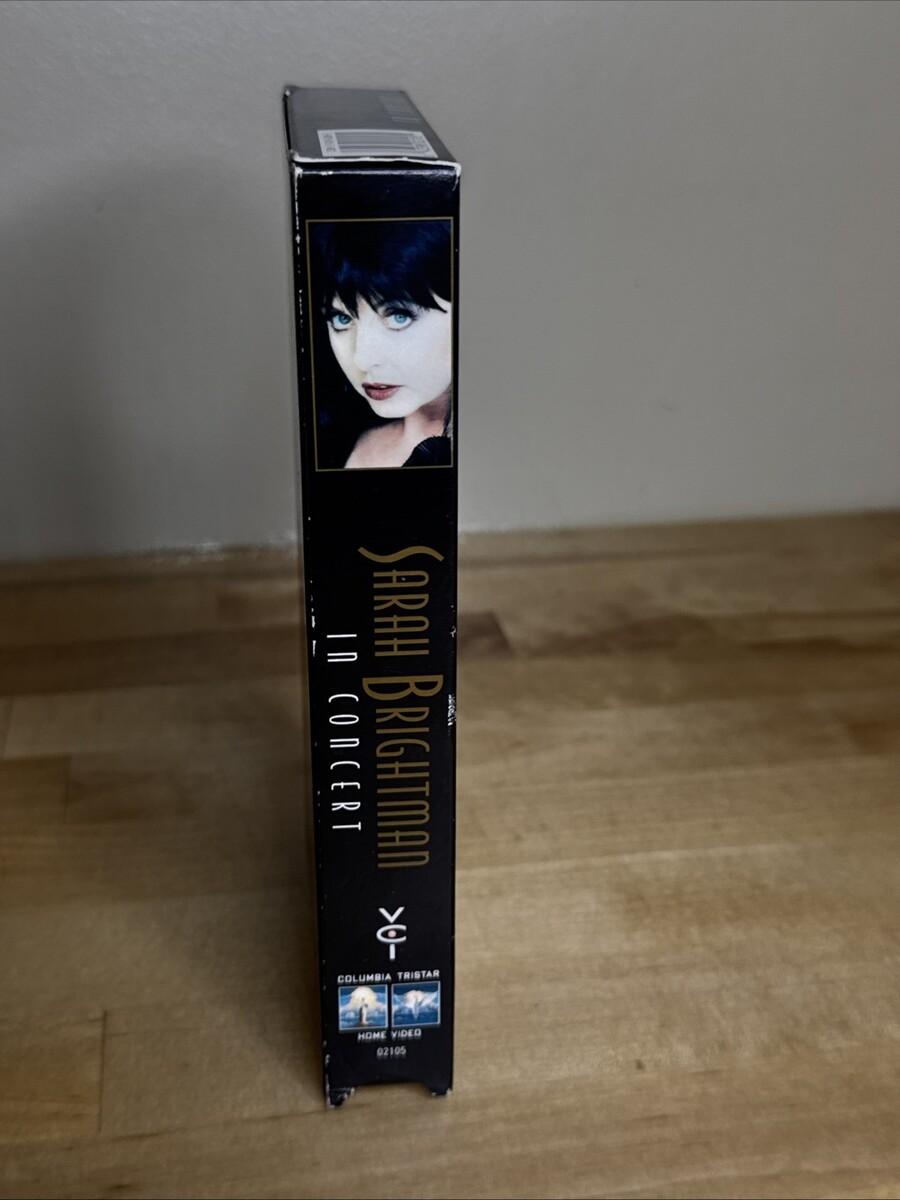 SARAH BRIGHTMAN
IN CONCERT
VCI
COLUMBIA TRISTAR
HOME VIDEO
02105